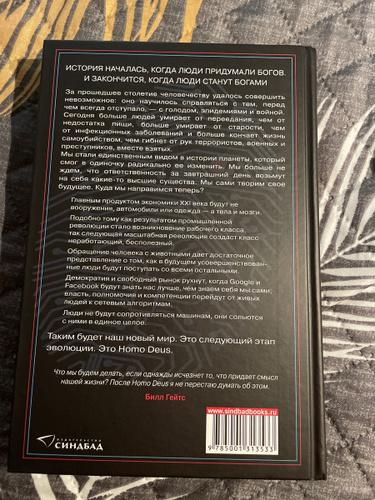 ИСТОРИЯ НАЧАЛАСЬ, КОГДА ЛЮДИ ПРИДУМАЛИ БОГОВ.
И ЗАКОНЧИТСЯ, КОГДА ЛЮДИ СТАНУТ БОГАМИ
За прошедшее столетие человечеству удалось совершить
невозможное: оно научилось справляться с тем, перед
чем всегда отступало, — с голодом, эпидемиями и войной.
Сегодня больше людей умирает от переедания, чем от
недостатка пищи, больше умирает от старости, чем
от инфекционных заболеваний и больше кончает жизнь
самоубийством, чем гибнет от рук террористов, военных и
преступников, вместе взятых.
Мы стали единственным видом в истории планеты, который
смог в одиночку радикально ее изменить. Мы больше не
ждем, что ответственность за завтрашний день возьмут
на себя какие-то высшие существа. Мы сами творим свое
будущее. Куда мы направимся теперь?
Главным продуктом экономики XXI века будут не
вооружения, автомобили или одежда — а тела и мозги.
Подобно тому как результатом промышленной
революции стало возникновение рабочего класса,
так следующая масштабная революция создаст класс
неработающий, бесполезный.
Обращение человека с животными дает достаточное
представление о том, как в будущем усовершенствован-
ные люди будут поступать со всеми остальными.
Демократия и свободный рынок рухнут, когда Google и
Facebook будут знать нас лучше, чем знаем себя мы сами;
власть, полномочия и компетенции перейдут от живых
людей к сетевым алгоритмам.
Люди не будут сопротивляться машинам, они сольются
с ними в единое целое.
Таким будет наш новый мир. Это следующий этап
эволюции. Это Homo Deus.
Что мы будем делать, если однажды исчезнет то, что придает смысл
нашей жизни? После Homo Deus я не перестаю думать об этом.
Билл Гейтс
www.sindbadbooks.ru
ИЗДАТЕЛЬСТВО
СИНДБАД
9 785001 313533